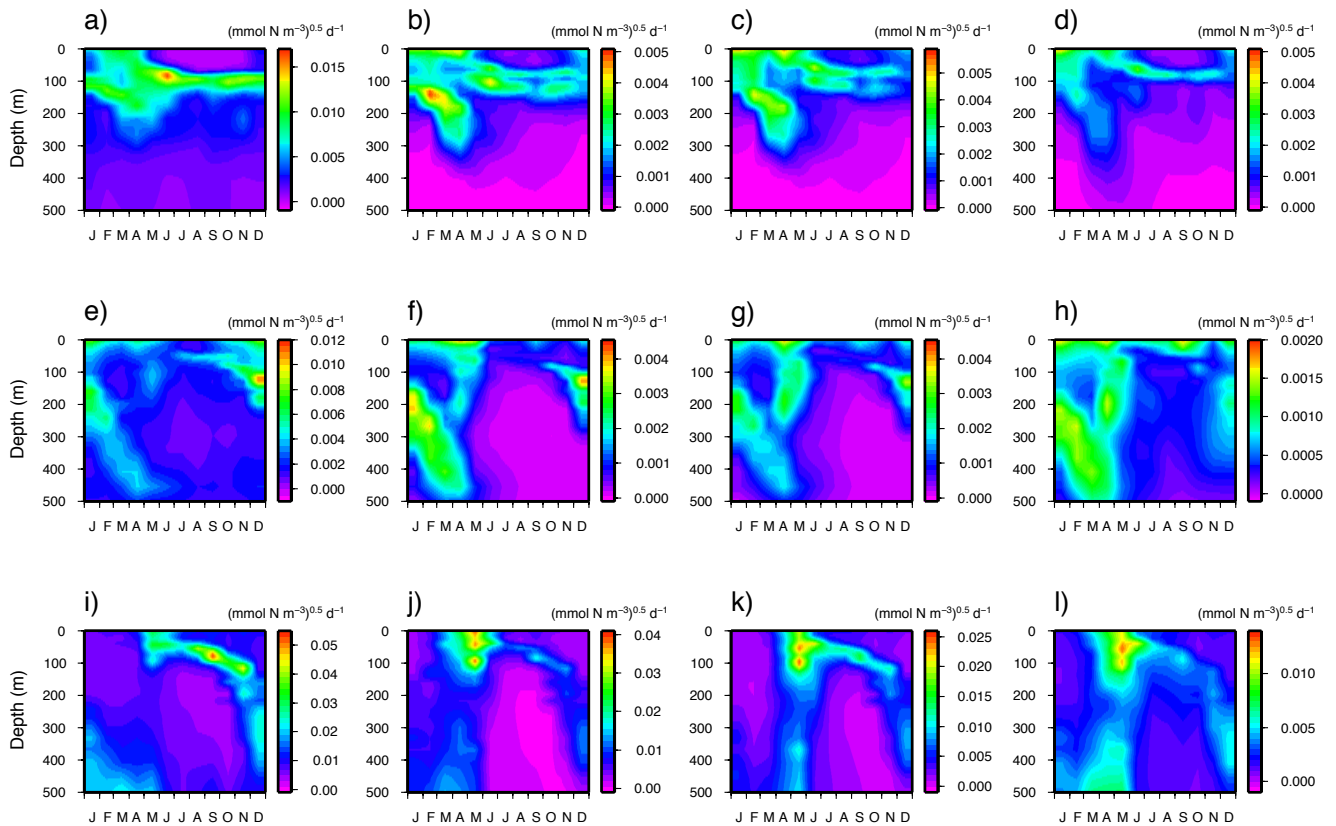 a) b) c) d)
(mmol N m⁻³)⁰·⁵ d⁻¹ (mmol N m⁻³)⁰·⁵ d⁻¹ (mmol N m⁻³)⁰·⁵ d⁻¹ (mmol N m⁻³)⁰·⁵ d⁻¹
Depth (m)
0 100 200 300 400 500
J F M A M J J A S O N D
0.015 0.010 0.005 0.000
0 100 200 300 400 500
J F M A M J J A S O N D
0.005 0.004 0.003 0.002 0.001 0.000
0 100 200 300 400 500
J F M A M J J A S O N D
0.005 0.004 0.003 0.002 0.001 0.000
0 100 200 300 400 500
J F M A M J J A S O N D
0.005 0.004 0.003 0.002 0.001 0.000
e) f) g) h)
(mmol N m⁻³)⁰·⁵ d⁻¹ (mmol N m⁻³)⁰·⁵ d⁻¹ (mmol N m⁻³)⁰·⁵ d⁻¹ (mmol N m⁻³)⁰·⁵ d⁻¹
Depth (m)
0 100 200 300 400 500
J F M A M J J A S O N D
0.012 0.010 0.008 0.006 0.004 0.002 0.000
0 100 200 300 400 500
J F M A M J J A S O N D
0.004 0.003 0.002 0.001 0.000
0 100 200 300 400 500
J F M A M J J A S O N D
0.004 0.003 0.002 0.001 0.000
0 100 200 300 400 500
J F M A M J J A S O N D
0.0020 0.0015 0.0010 0.0005 0.0000
i) j) k) l)
(mmol N m⁻³)⁰·⁵ d⁻¹ (mmol N m⁻³)⁰·⁵ d⁻¹ (mmol N m⁻³)⁰·⁵ d⁻¹ (mmol N m⁻³)⁰·⁵ d⁻¹
Depth (m)
0 100 200 300 400 500
J F M A M J J A S O N D
0.05 0.04 0.03 0.02 0.01 0.00
0 100 200 300 400 500
J F M A M J J A S O N D
0.04 0.03 0.02 0.01 0.00
0 100 200 300 400 500
J F M A M J J A S O N D
0.025 0.020 0.015 0.010 0.005 0.000
0 100 200 300 400 500
J F M A M J J A S O N D
0.010 0.005 0.000